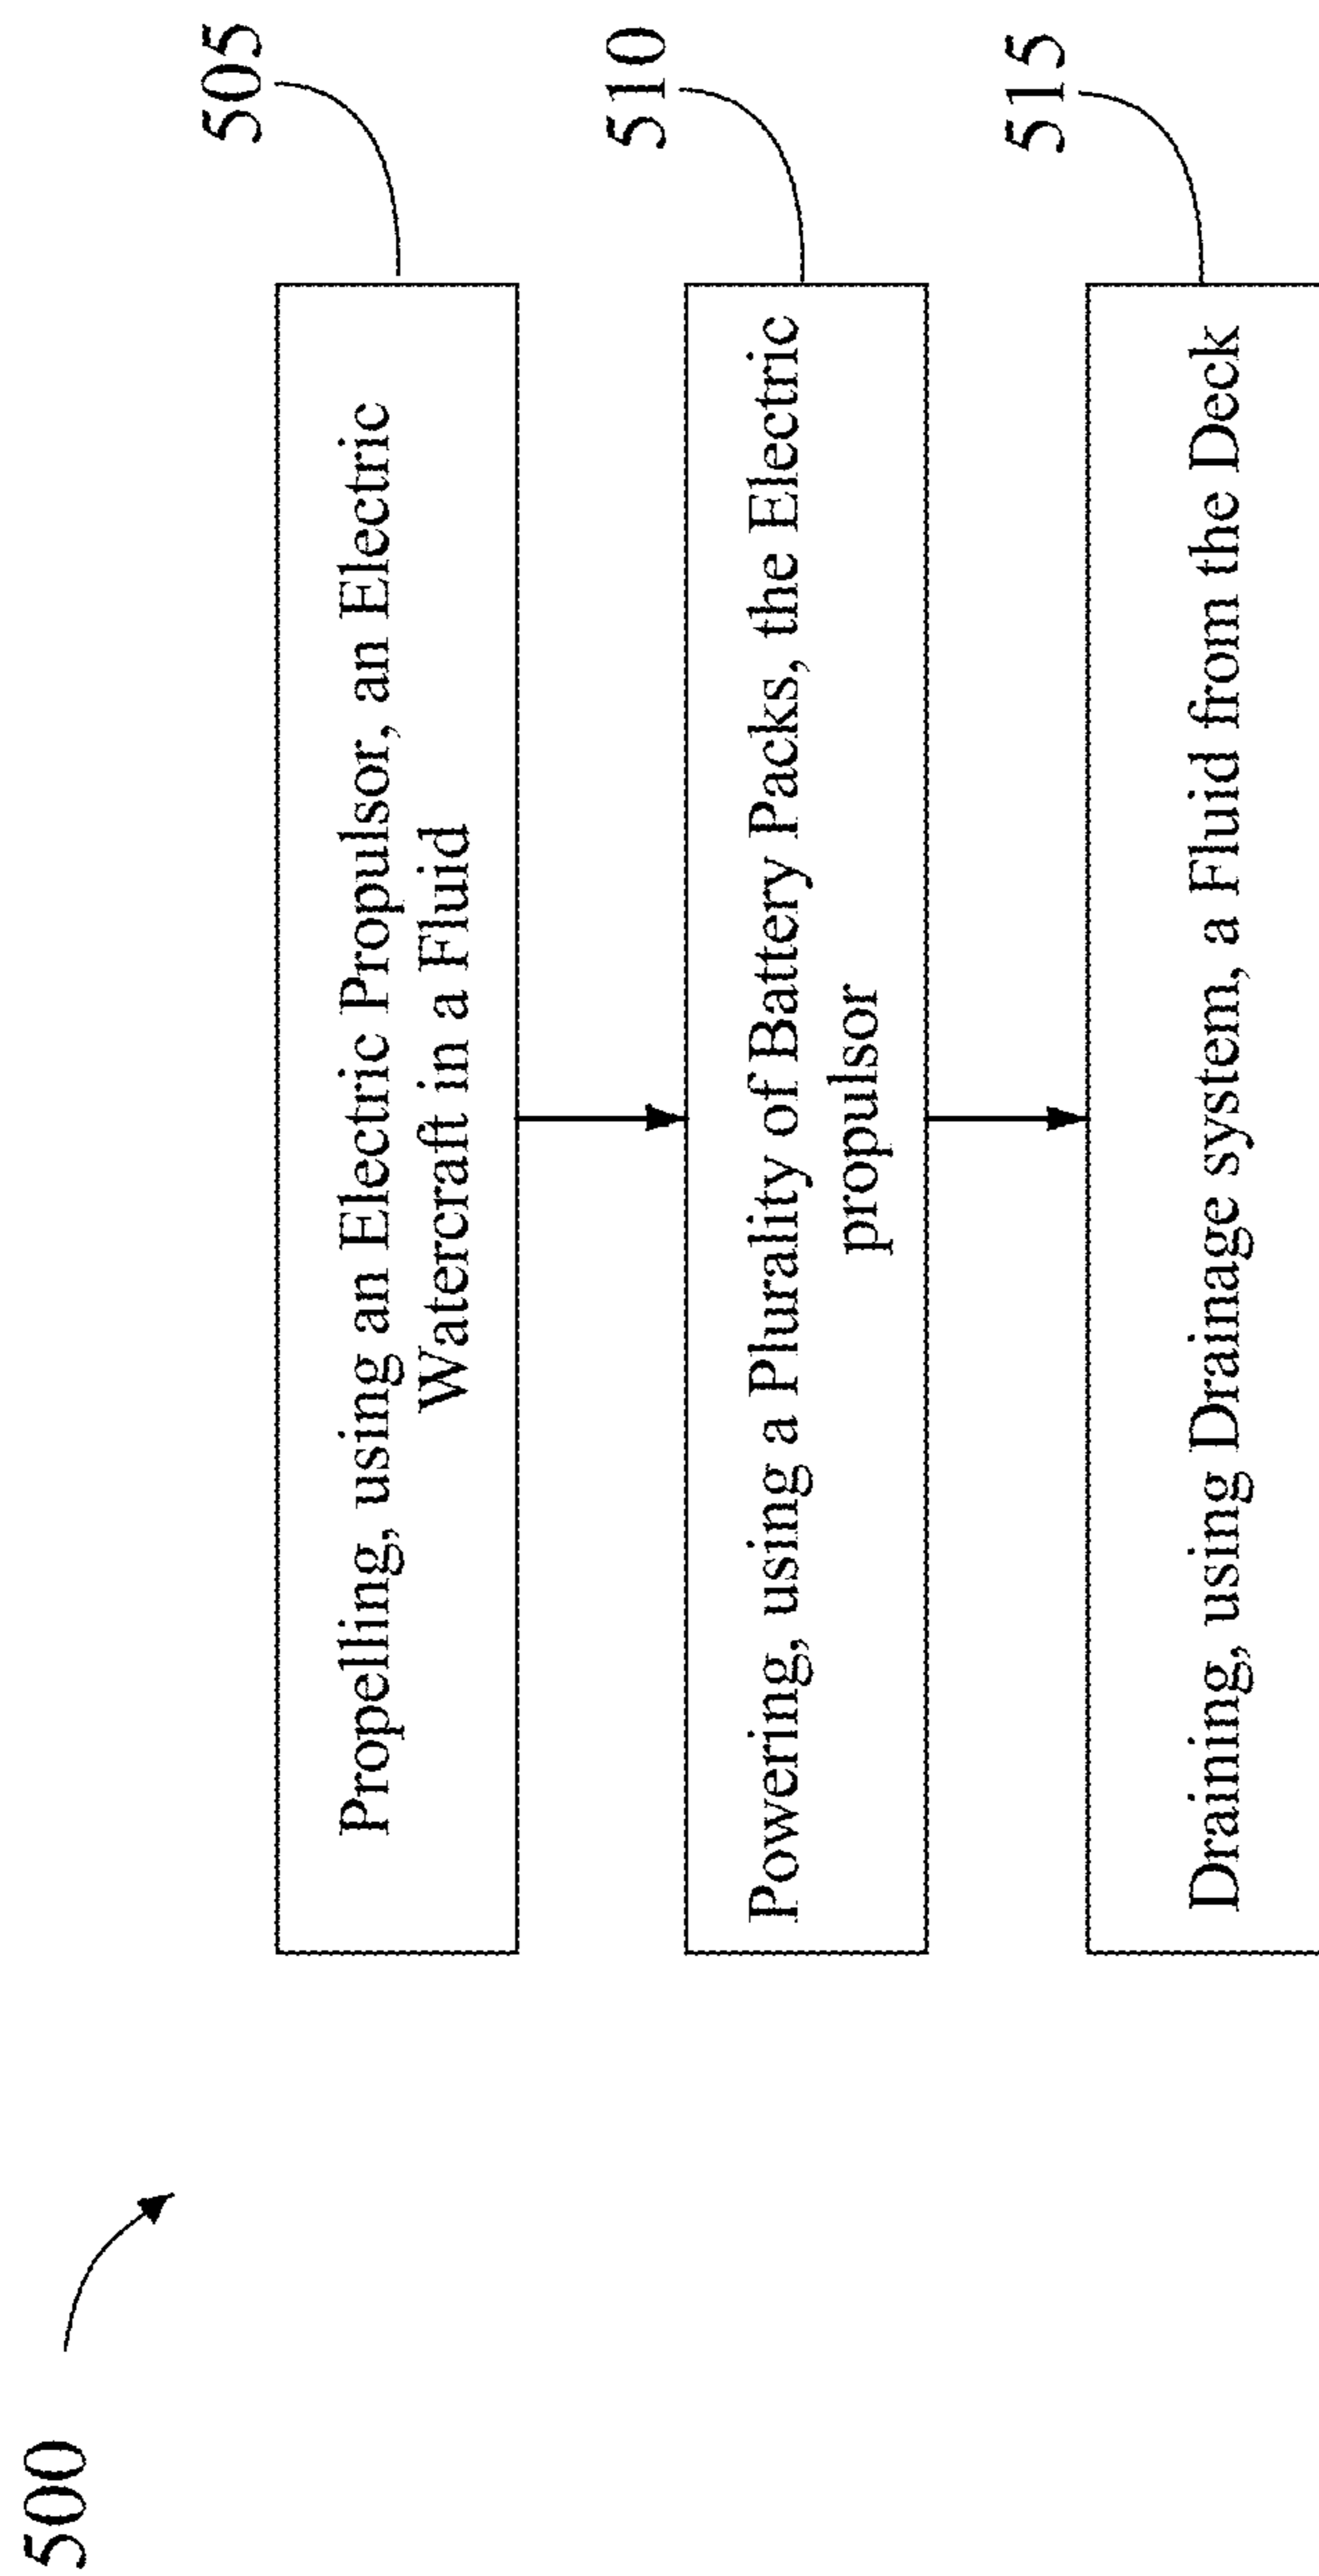 500
505
Propelling, using an Electric Propulsor, an Electric
Watercraft in a Fluid
510
Powering, using a Plurality of Battery Packs, the Electric
propulsor
515
Draining, using Drainage system, a Fluid from the Deck